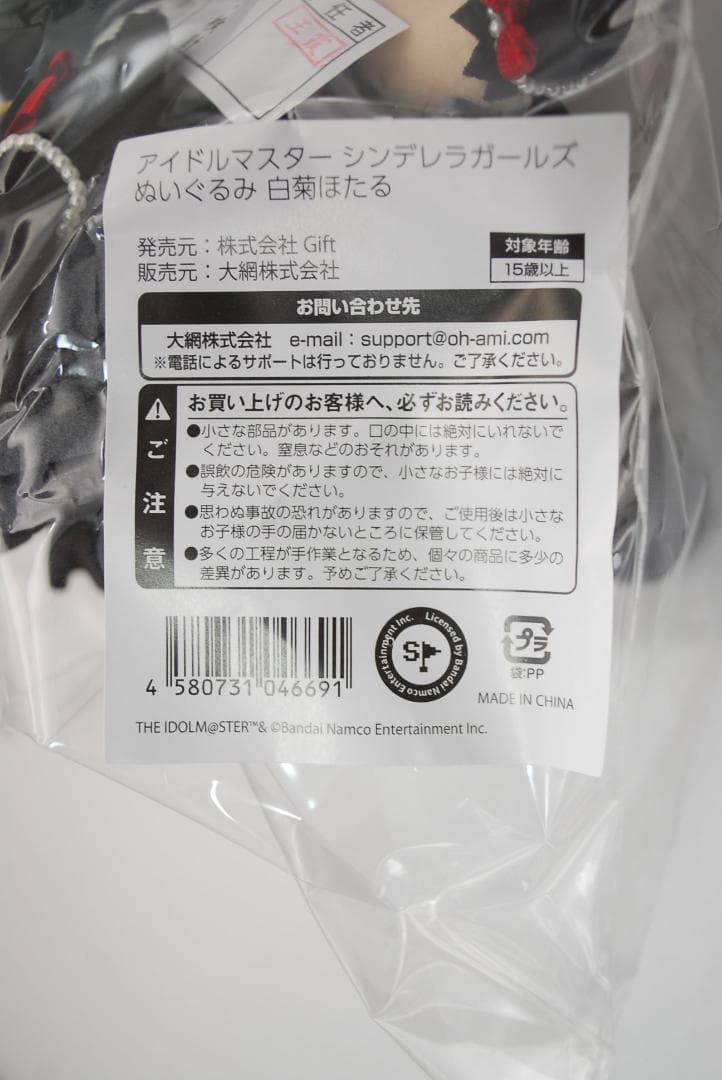 任者
アイドルマスター シンデレラガールズ
ぬいぐるみ 白菊ほたる
発売元：株式会社 Gift
販売元：大網株式会社
対象年齢
15歳以上
お問い合わせ先
大網株式会社 e-mail：support@oh-ami.com
※電話によるサポートは行っておりません。ご了承ください。
ご注意
お買い上げのお客様へ、必ずお読みください。
●小さな部品があります。口の中には絶対にいれないで
ください。窒息などのおそれがあります。
●誤飲の危険がありますので、小さなお子様には絶対に
与えないでください。
●思わぬ事故の恐れがありますので、ご使用後は小さな
お子様の手の届かないところに保管してください。
●多くの工程が手作業となるため、個々の商品に多少の
差異があります。予めご了承ください。
4 580731 046691
Licensed by Bandai Namco Entertainment Inc.
S
プラ
袋:PP
MADE IN CHINA
THE IDOLM@STER™& ©Bandai Namco Entertainment Inc.